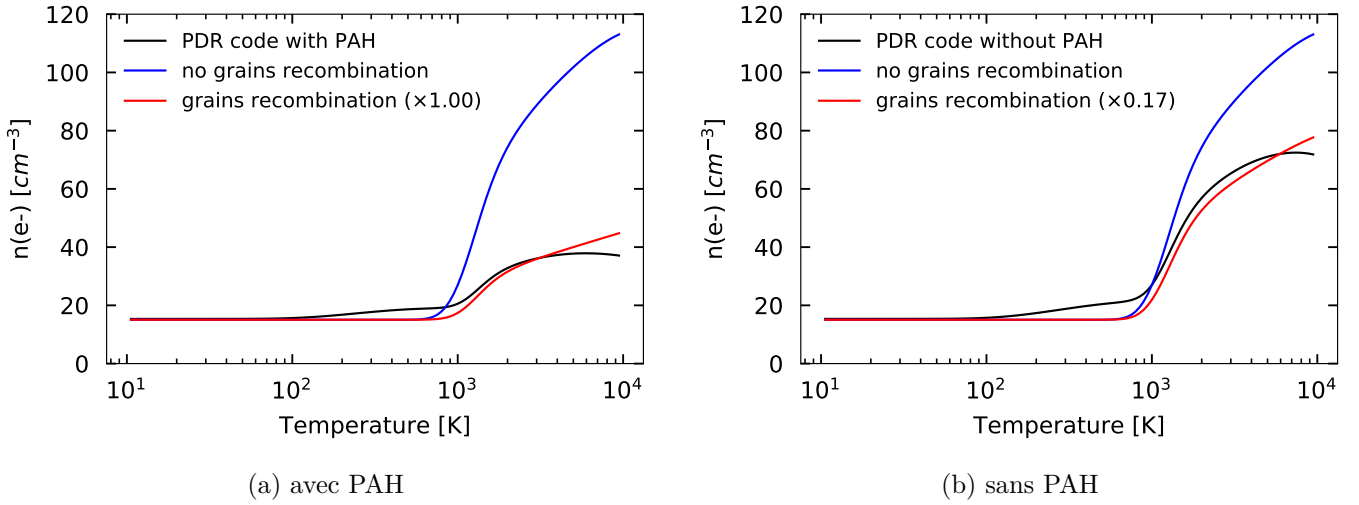 120
100
80
60
40
20
0
n(e-) [cm⁻³]
PDR code with PAH
no grains recombination
grains recombination (×1.00)
10¹
10²
10³
10⁴
Temperature [K]
(a) avec PAH
120
100
80
60
40
20
0
n(e-) [cm⁻³]
PDR code without PAH
no grains recombination
grains recombination (×0.17)
10¹
10²
10³
10⁴
Temperature [K]
(b) sans PAH